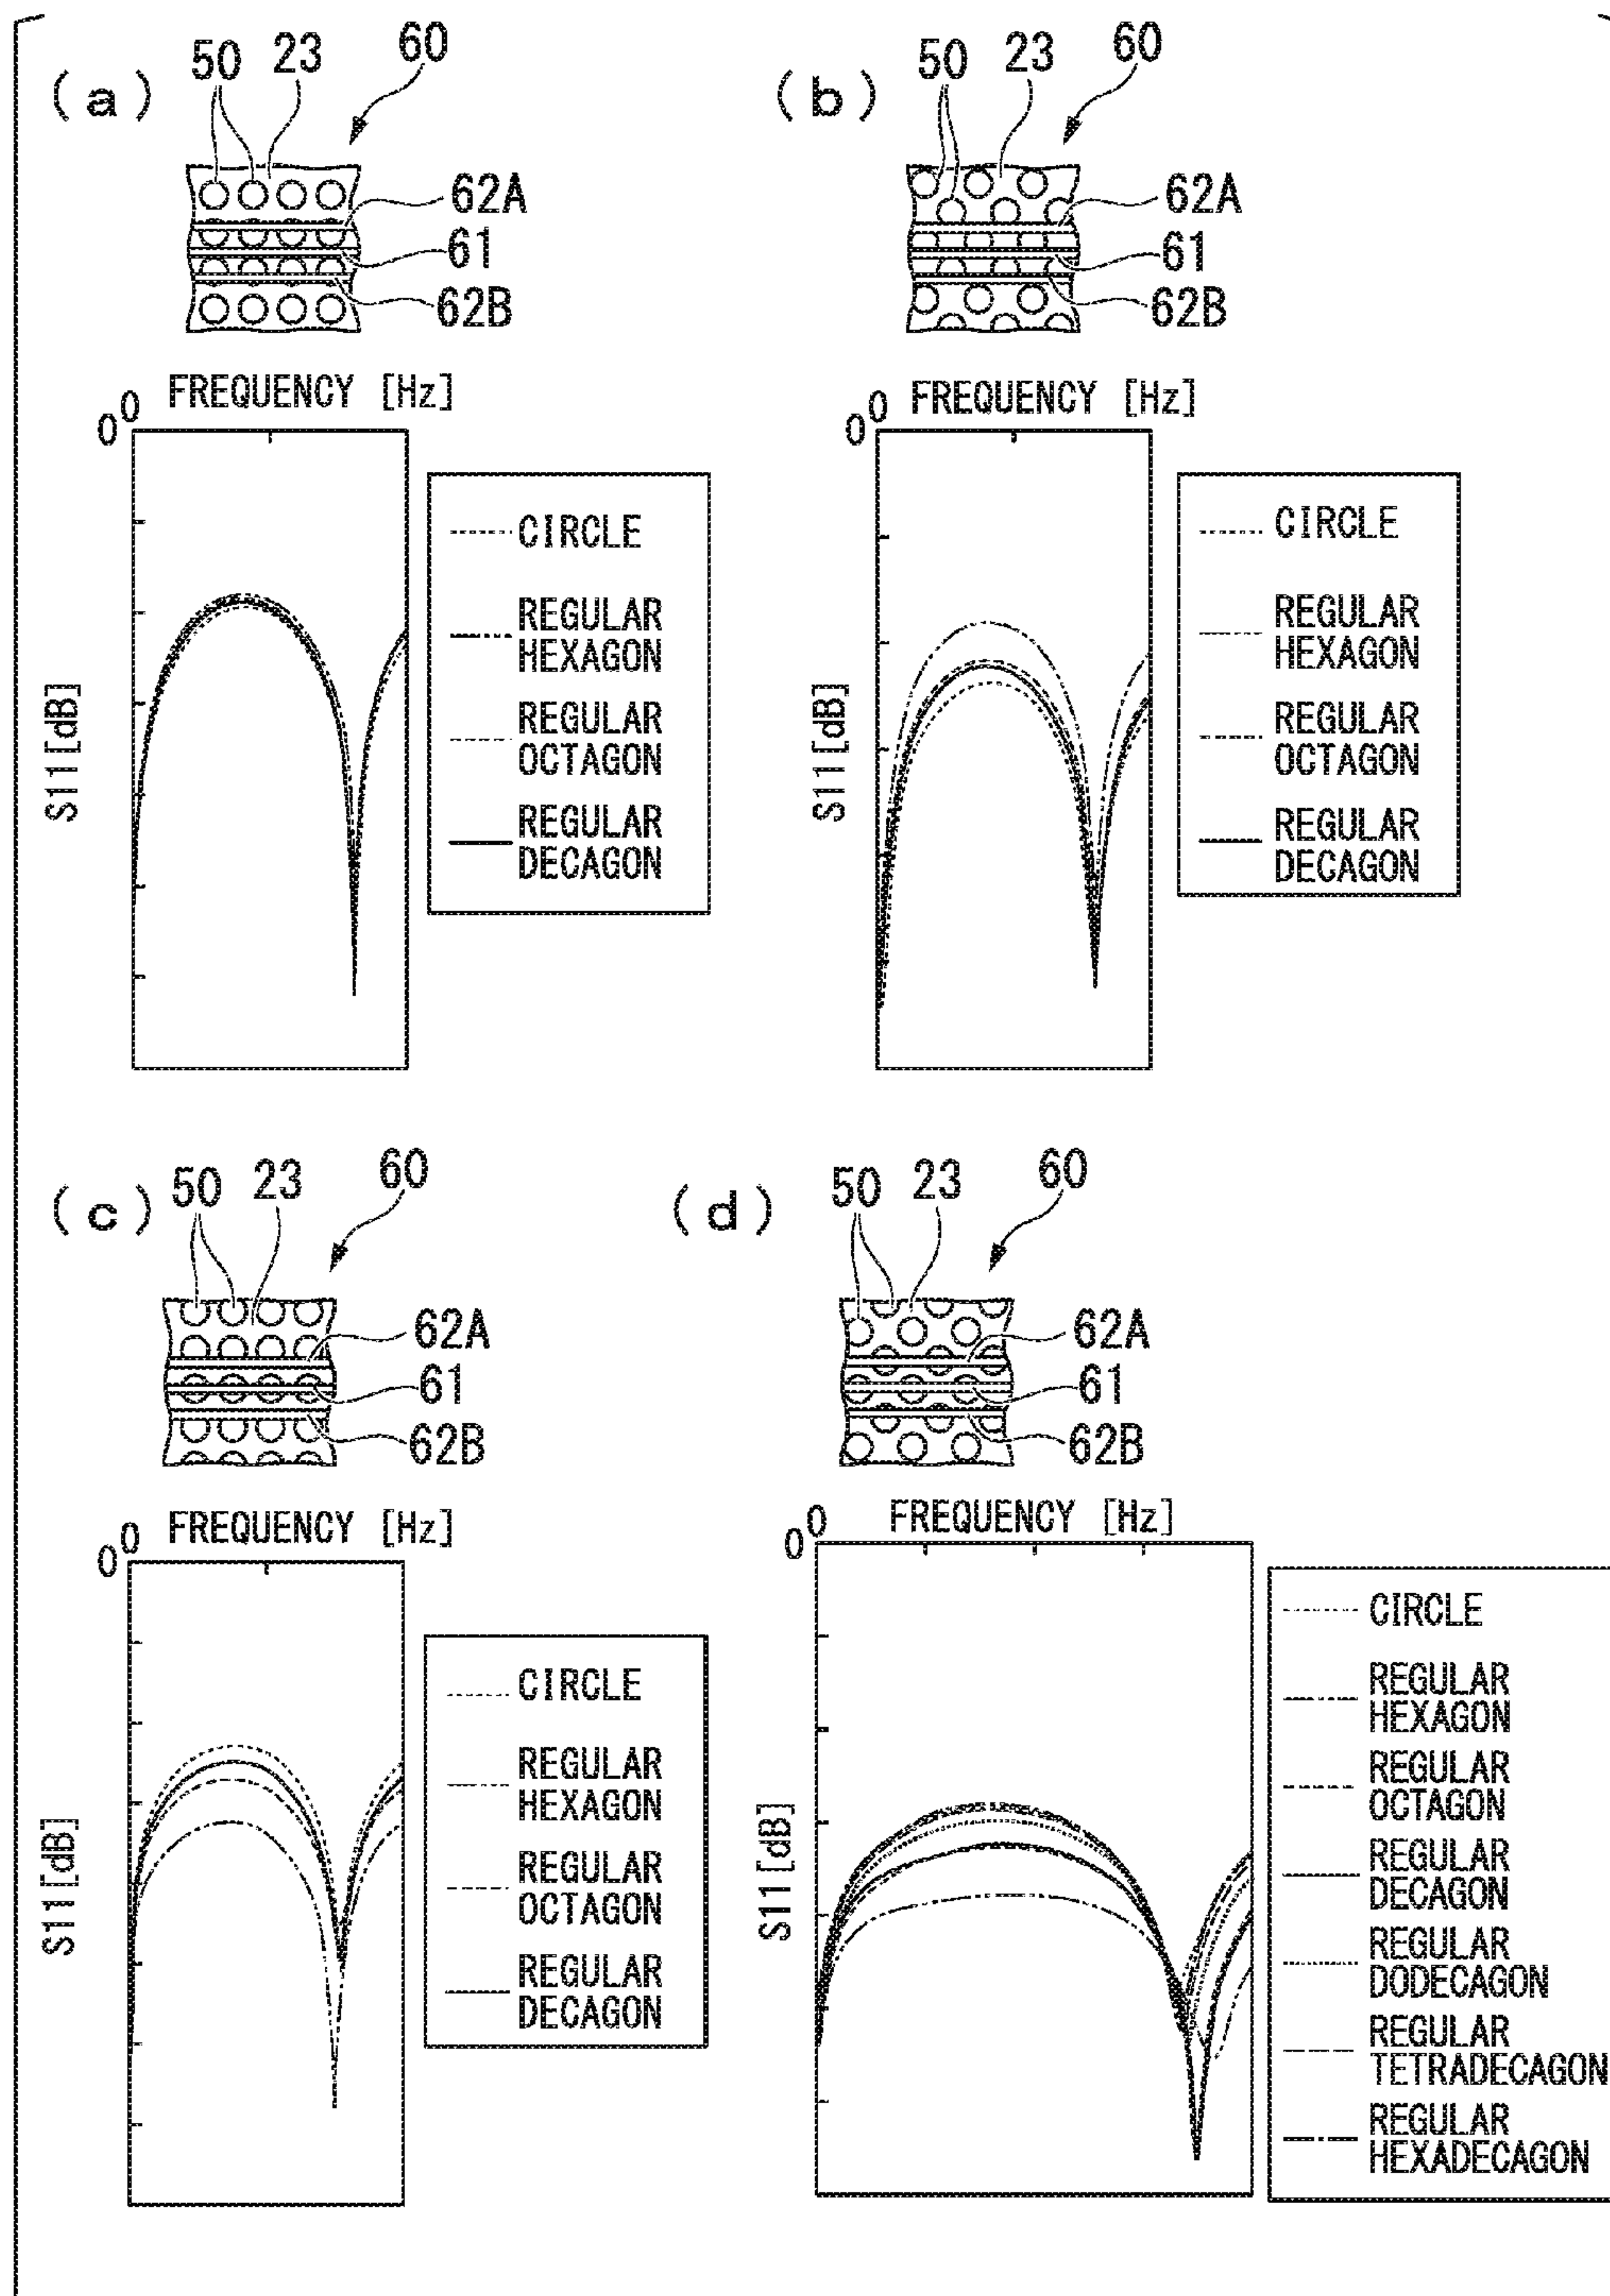 (a)
50
23
60
62A
61
62B
FREQUENCY [Hz]
0
0
S11[dB]
CIRCLE
REGULAR
HEXAGON
REGULAR
OCTAGON
REGULAR
DECAGON
(b)
50
23
60
62A
61
62B
FREQUENCY [Hz]
0
0
S11[dB]
CIRCLE
REGULAR
HEXAGON
REGULAR
OCTAGON
REGULAR
DECAGON
(c)
50
23
60
62A
61
62B
FREQUENCY [Hz]
0
0
S11[dB]
CIRCLE
REGULAR
HEXAGON
REGULAR
OCTAGON
REGULAR
DECAGON
(d)
50
23
60
62A
61
62B
FREQUENCY [Hz]
0
0
S11[dB]
CIRCLE
REGULAR
HEXAGON
REGULAR
OCTAGON
REGULAR
DECAGON
REGULAR
DODECAGON
REGULAR
TETRADECAGON
REGULAR
HEXADECAGON